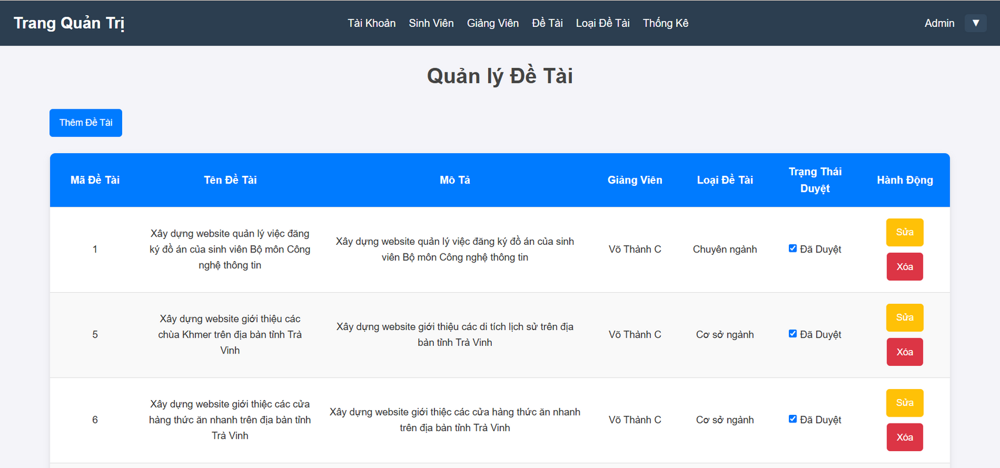 Trang Quản Trị
Tài Khoản Sinh Viên Giảng Viên Đề Tài Loại Đề Tài Thống Kê
Admin ▼
Quản lý Đề Tài
Thêm Đề Tài
Mã Đề Tài
Tên Đề Tài
Mô Tả
Giảng Viên
Loại Đề Tài
Trạng Thái
Duyệt
Hành Động
1
Xây dựng website quản lý việc đăng
ký đồ án của sinh viên Bộ môn Công
nghệ thông tin
Xây dựng website quản lý việc đăng ký đồ án của sinh
viên Bộ môn Công nghệ thông tin
Võ Thành C
Chuyên ngành
Đã Duyệt
Sửa
Xóa
5
Xây dựng website giới thiệu các
chùa Khmer trên địa bàn tỉnh Trà
Vinh
Xây dựng website giới thiệu các di tích lịch sử trên địa
bàn tỉnh Trà Vinh
Võ Thành C
Cơ sở ngành
Đã Duyệt
Sửa
Xóa
6
Xây dựng website giới thiệc các cửa
hàng thức ăn nhanh trên địa bàn tỉnh
Trà Vinh
Xây dựng website giới thiệc các cửa hàng thức ăn nhanh
trên địa bàn tỉnh Trà Vinh
Võ Thành C
Cơ sở ngành
Đã Duyệt
Sửa
Xóa